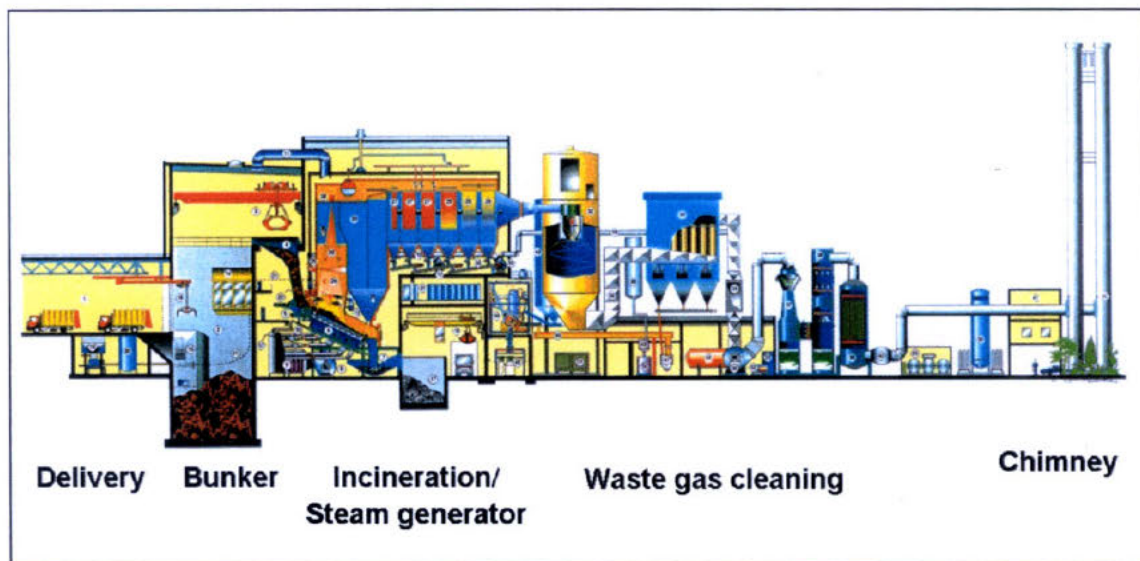 Delivery
Bunker
Incineration/
Steam generator
Waste gas cleaning
Chimney